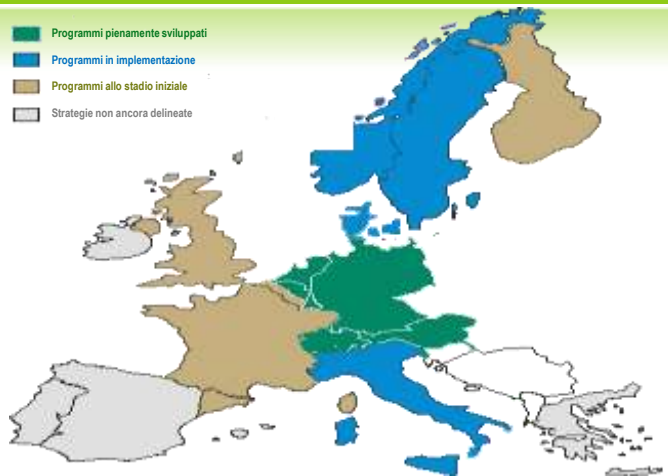 Programmi pienamente sviluppati
Programmi in implementazione
Programmi allo stadio iniziale
Strategie non ancora delineate